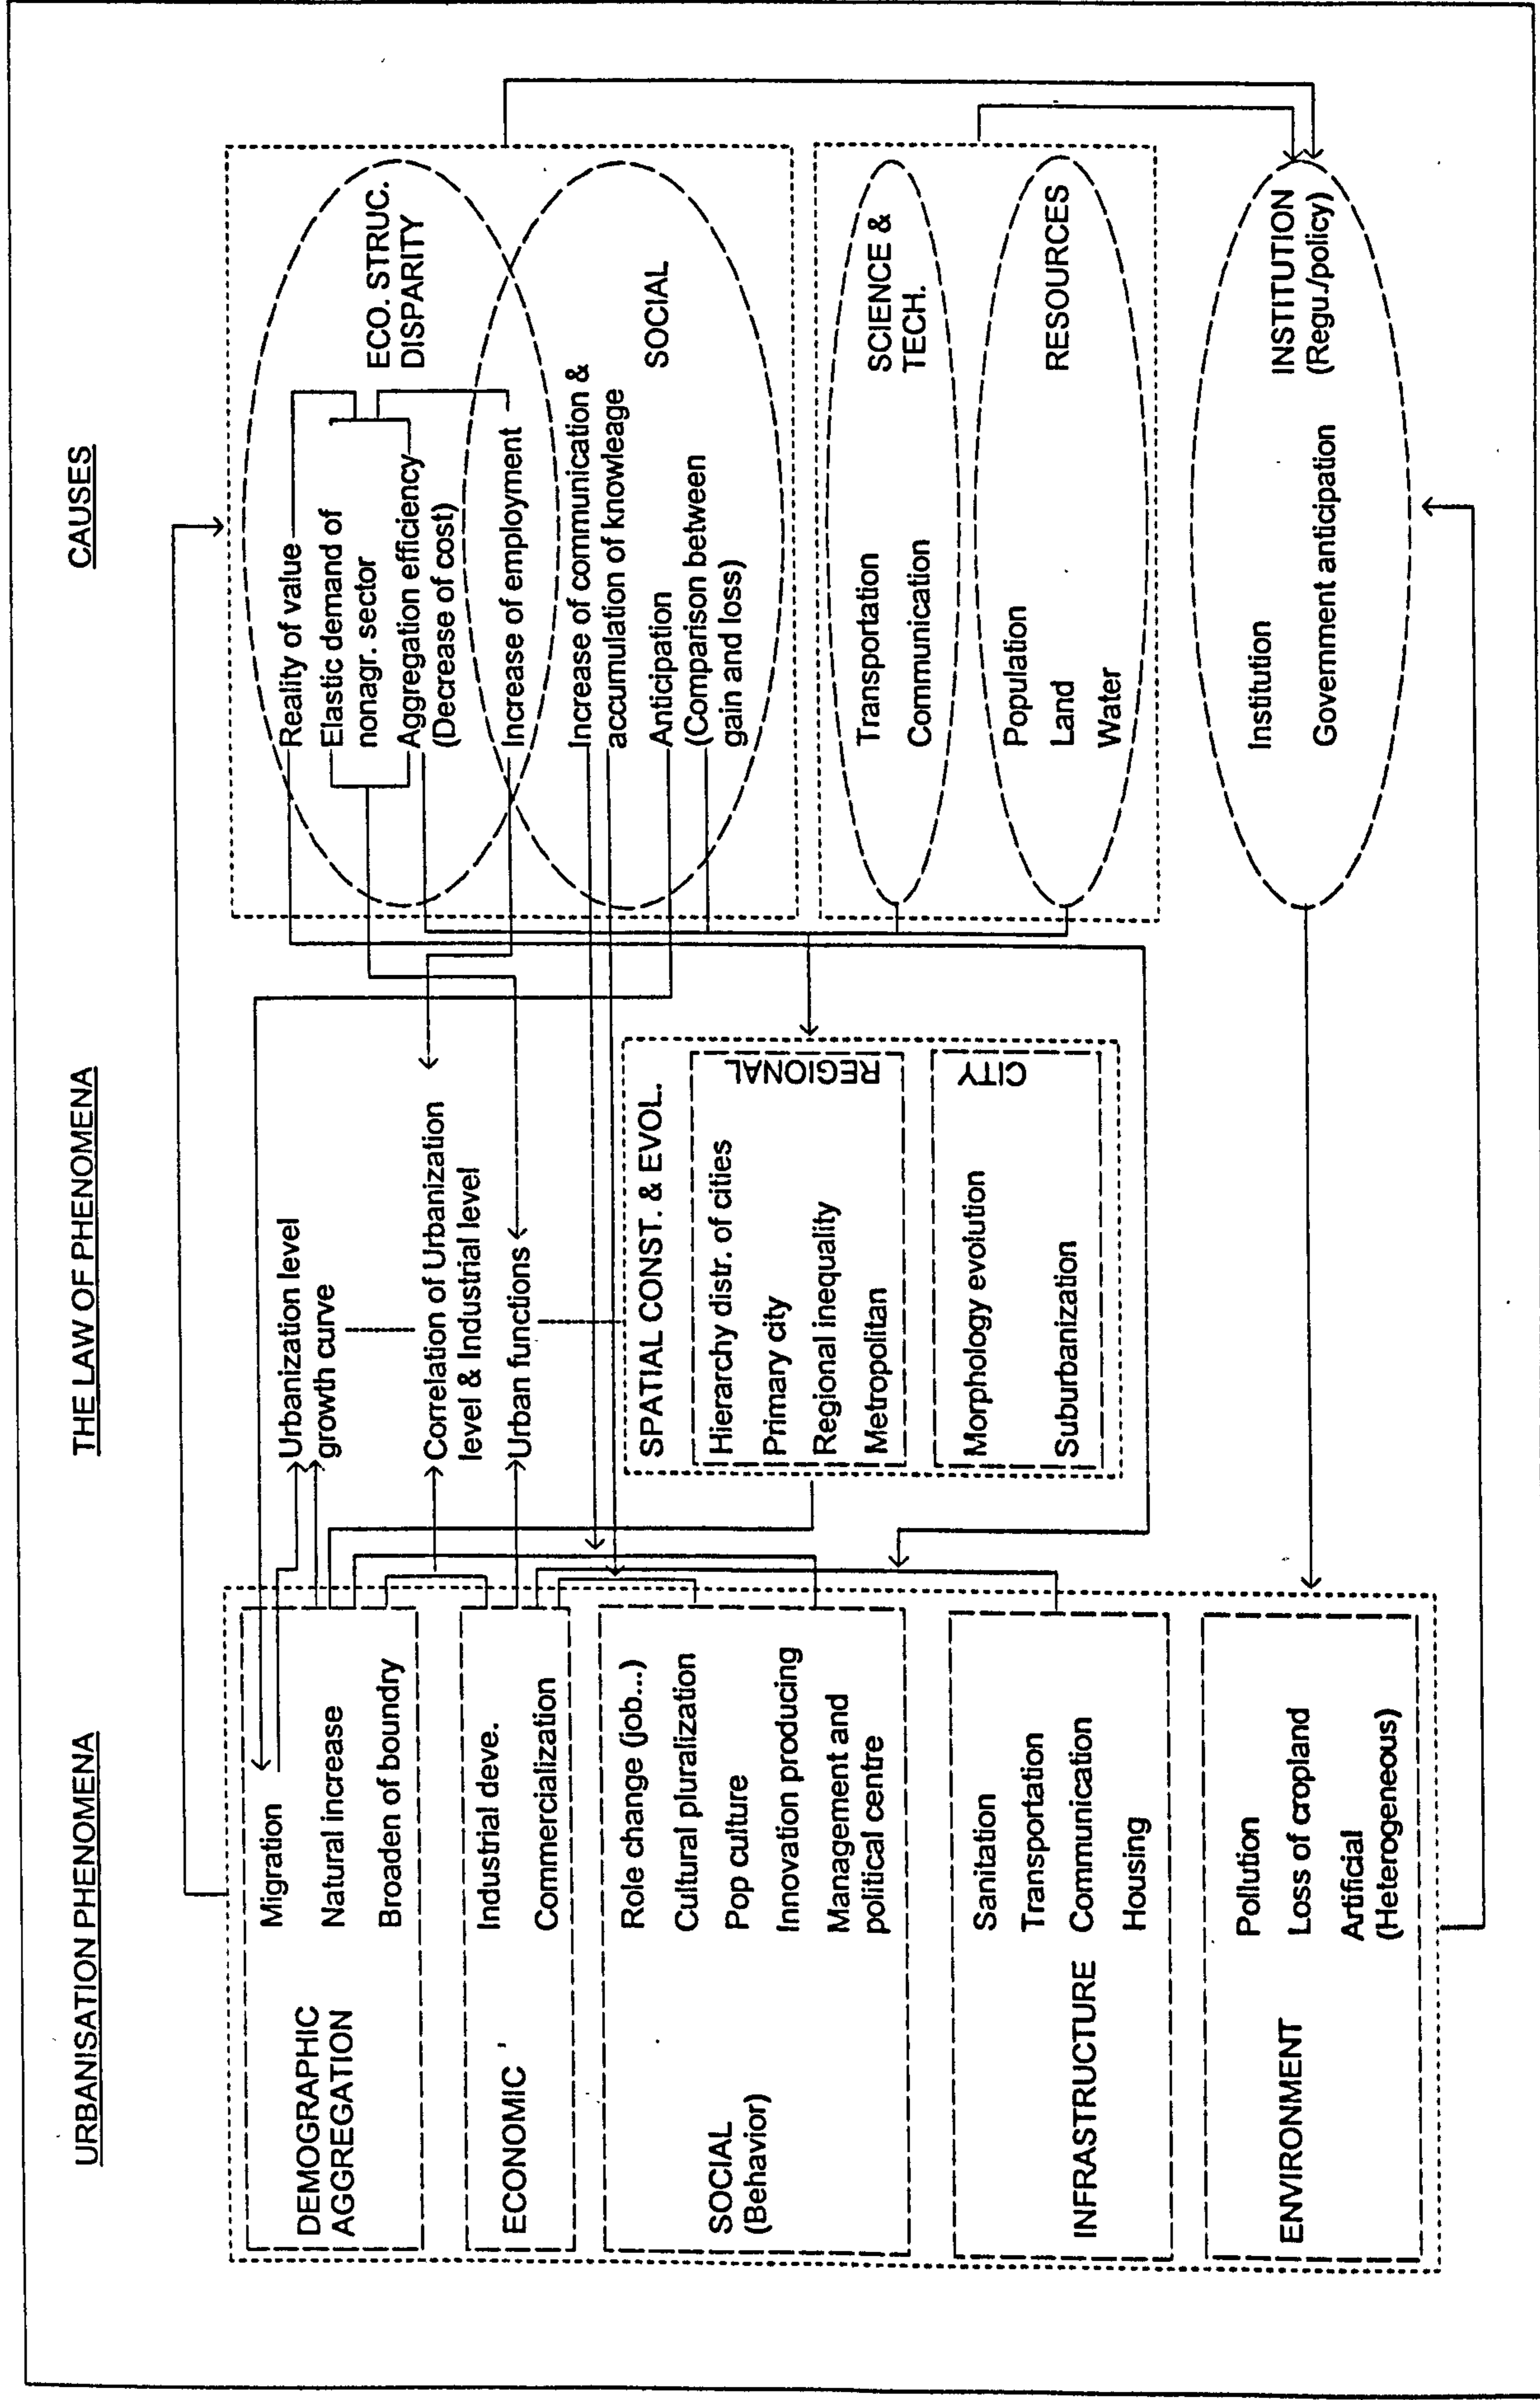 URBANISATION PHENOMENA
DEMOGRAPHIC
AGGREGATION
Migration
Natural increase
Broaden of boundry
ECONOMIC
Industrial deve.
Commercialization
SOCIAL
(Behavior)
Role change (job...)
Cultural pluralization
Pop culture
Innovation producing
Management and
political centre
INFRASTRUCTURE
Sanitation
Transportation
Communication
Housing
ENVIRONMENT
Pollution
Loss of cropland
Artificial
(Heterogeneous)
THE LAW OF PHENOMENA
Urbanization level
growth curve
Correlation of Urbanization
level & Industrial level
Urban functions
SPATIAL CONST. & EVOL.
Hierarchy distr. of cities
Primary city
Regional inequality
Metropolitan
REGIONAL
Morphology evolution
Suburbanization
CITY
CAUSES
Reality of value
Elastic demand of
nonagr. sector
Aggregation efficiency
(Decrease of cost)
ECO. STRUC.
DISPARITY
Increase of employment
Increase of communication &
accumulation of knowleage
Anticipation
(Comparison between
gain and loss)
SOCIAL
Transportation
Communication
SCIENCE &
TECH.
Population
Land
Water
RESOURCES
Institution
Government anticipation
INSTITUTION
(Regu./policy)